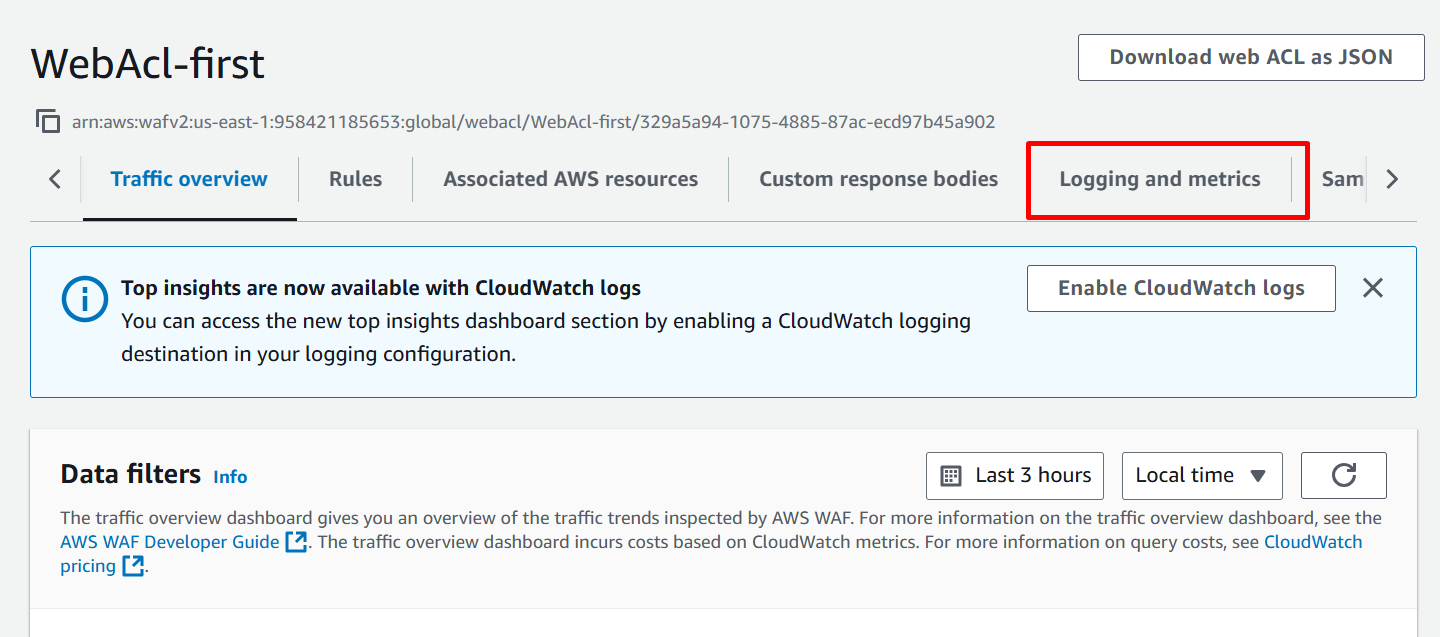 WebAcl-first
Download web ACL as JSON
arn:aws:wafv2:us-east-1:958421185653:global/webacl/WebAcl-first/329a5a94-1075-4885-87ac-ecd97b45a902
Traffic overview
Rules
Associated AWS resources
Custom response bodies
Logging and metrics
Sam
Top insights are now available with CloudWatch logs
You can access the new top insights dashboard section by enabling a CloudWatch logging
destination in your logging configuration.
Enable CloudWatch logs
Data filters Info
Last 3 hours
Local time
The traffic overview dashboard gives you an overview of the traffic trends inspected by AWS WAF. For more information on the traffic overview dashboard, see the
AWS WAF Developer Guide. The traffic overview dashboard incurs costs based on CloudWatch metrics. For more information on query costs, see CloudWatch
pricing.